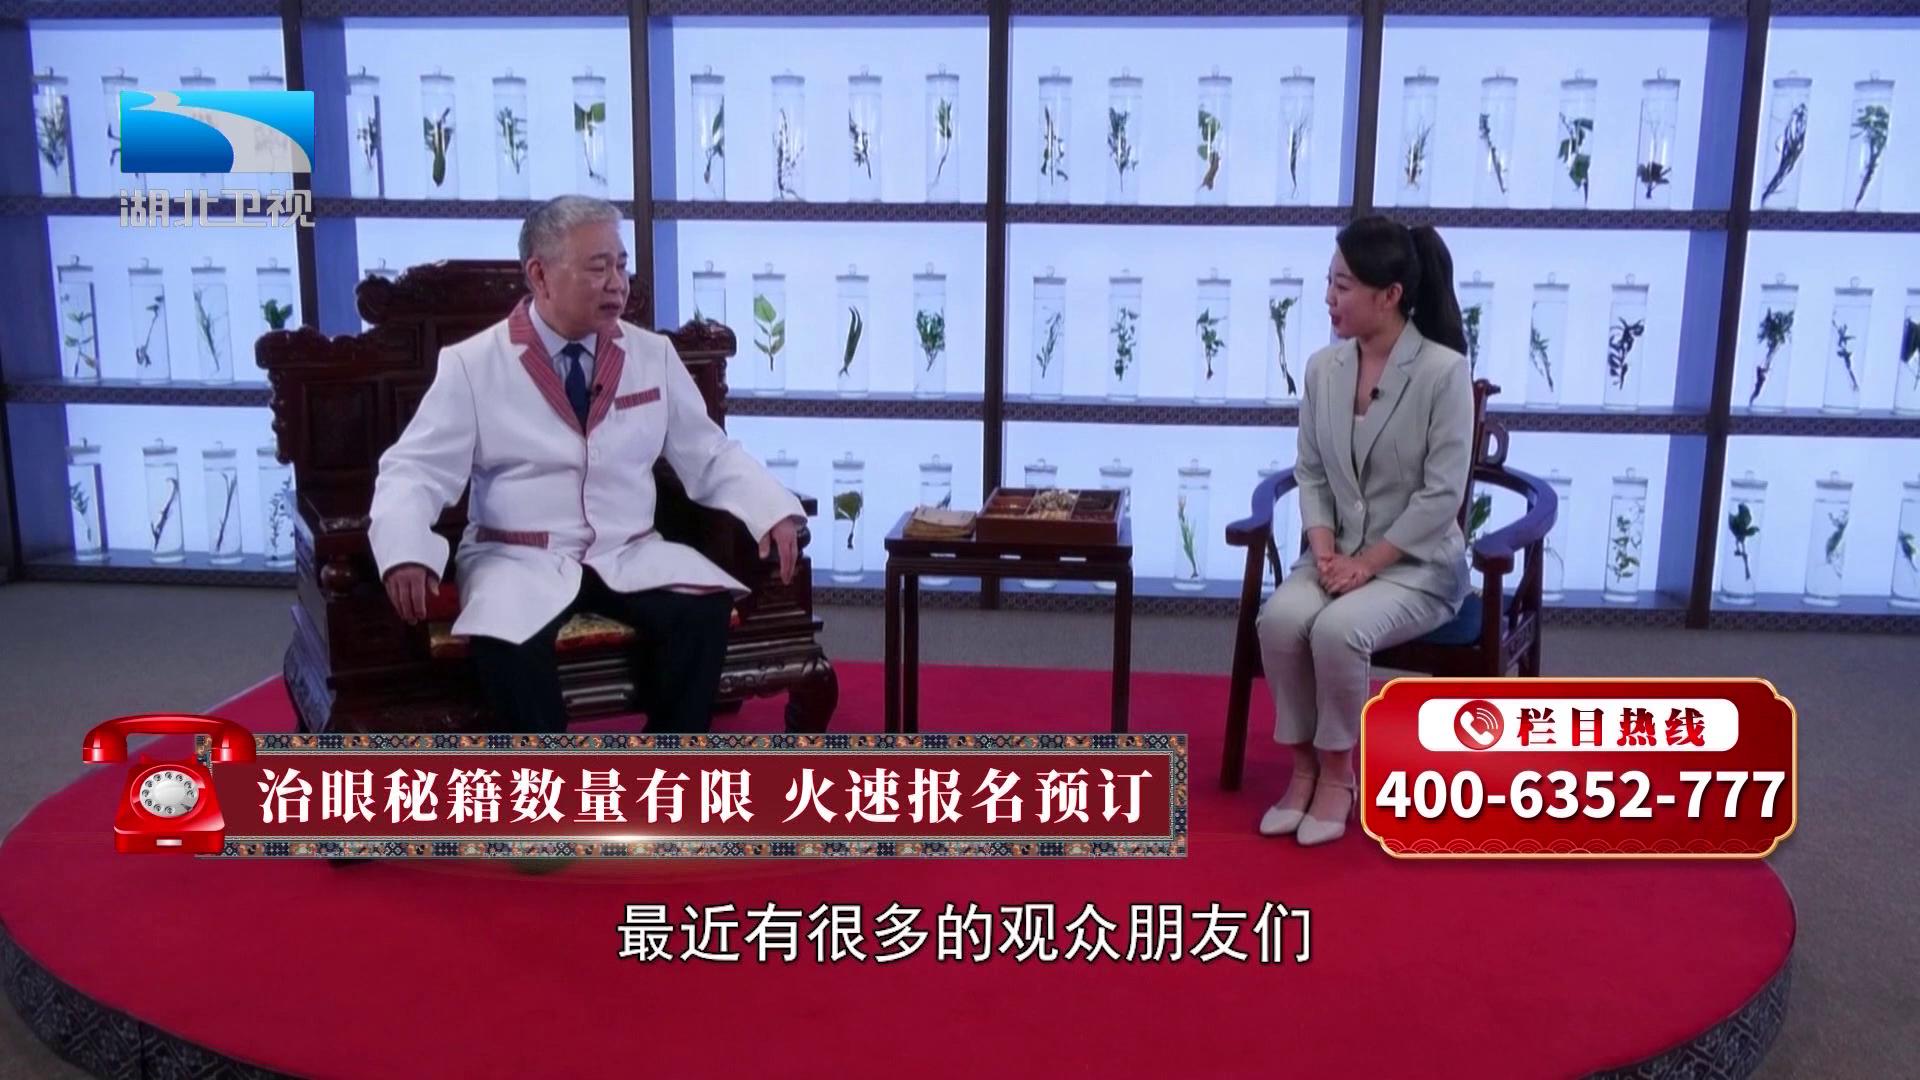 湖北卫视
栏目热线
400-6352-777
治眼秘籍数量有限 火速报名预订
最近有很多的观众朋友们